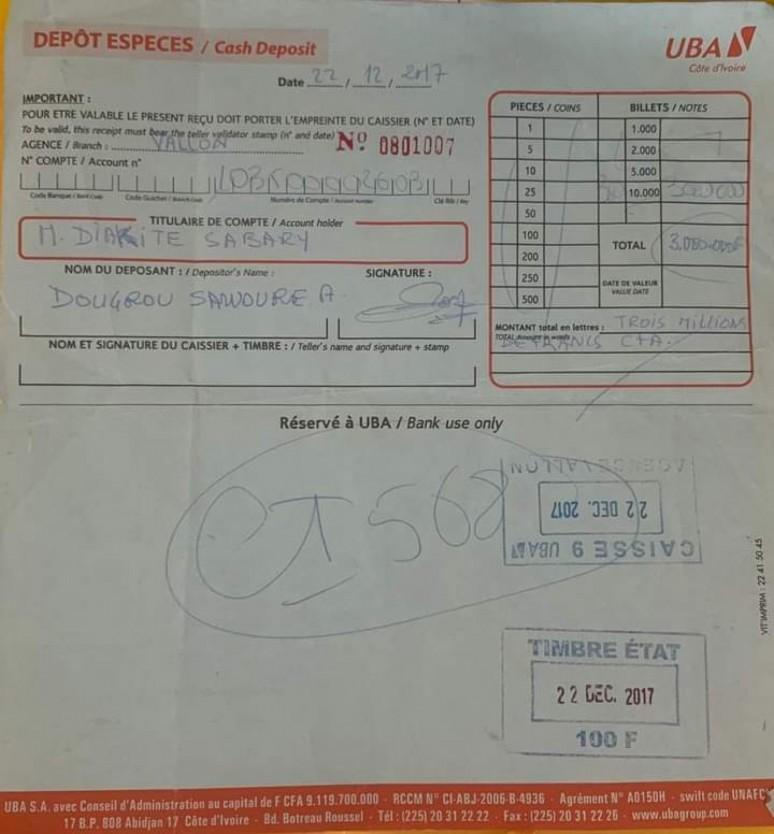 DEPÔT ESPECES / Cash Deposit
UBA
Côte d'Ivoire
Date 22 / 12 / 2017
IMPORTANT :
POUR ETRE VALABLE LE PRESENT REÇU DOIT PORTER L'EMPREINTE DU CAISSIER (N° ET DATE)
To be valid, this receipt must bear the teller validator stamp (n° and date)
N° 0801007
AGENCE / Branch : VALLON
N° COMPTE / Account n°
Code Banque / Bank Code Code Guichet / Branch Code Numéro de Compte / Account number Clé Rib / Key
TITULAIRE DE COMPTE / Account holder
M. DIAKITE SABARY
NOM DU DEPOSANT : / Depositor's Name : SIGNATURE :
DOUGROU SAWOURE A.
NOM ET SIGNATURE DU CAISSIER + TIMBRE : / Teller's name and signature + stamp
PIECES / COINS BILLETS / NOTES
1 1.000
5 2.000
10 5.000
25 10.000
50
100 TOTAL 3.000.000F
200
250 DATE DE VALEUR
VALUE DATE
500
MONTANT total en lettres : TROIS MILLIONS
TOTAL Amount in words
DE FRANCS CFA.
Réservé à UBA / Bank use only
22 DEC. 2017
CAISSE 9 UBA
VIT'IMPRIM : 22 41 50 45
TIMBRE ÉTAT
22 DEC. 2017
100 F
UBA S.A. avec Conseil d'Administration au capital de F CFA 9.119.700.000 - RCCM N° CI-ABJ-2006-B-4936 - Agrément N° A0150H - swift code UNAFC
17 B.P. 808 Abidjan 17 Côte d'Ivoire - Bd. Botreau Roussel - Tél : (225) 20 31 22 22 - Fax : (225) 20 31 22 26 - www.ubagroup.com